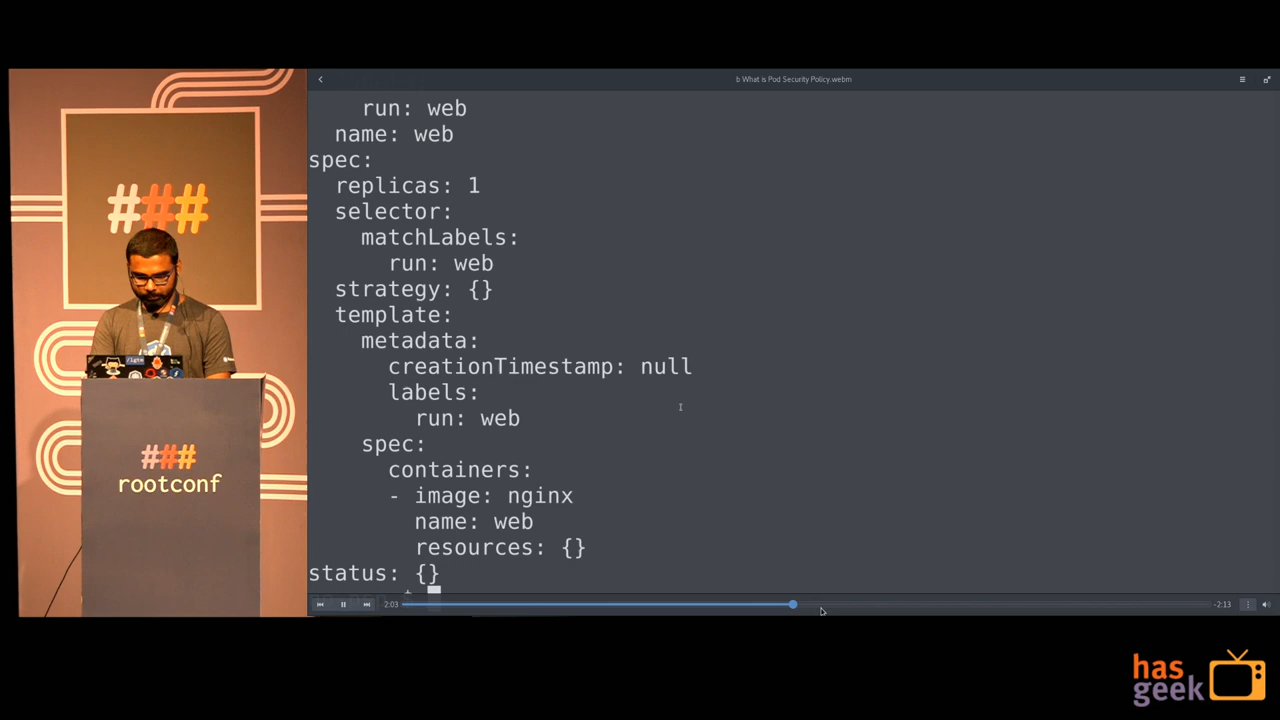 b What is Pod Security Policy.webm
run: web
name: web
spec:
replicas: 1
selector:
matchLabels:
run: web
strategy: {}
template:
metadata:
creationTimestamp: null
labels:
run: web
spec:
containers:
- image: nginx
name: web
resources: {}
status: {}
2:03
-2:13
###
###
rootconf
has
geek